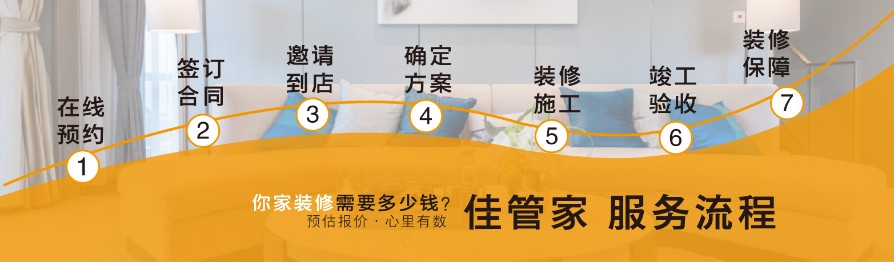 在线
预约
1
签订
合同
2
邀请
到店
3
确定
方案
4
装修
施工
5
竣工
验收
6
装修
保障
7
你家装修需要多少钱?
预估报价·心里有数
佳管家 服务流程